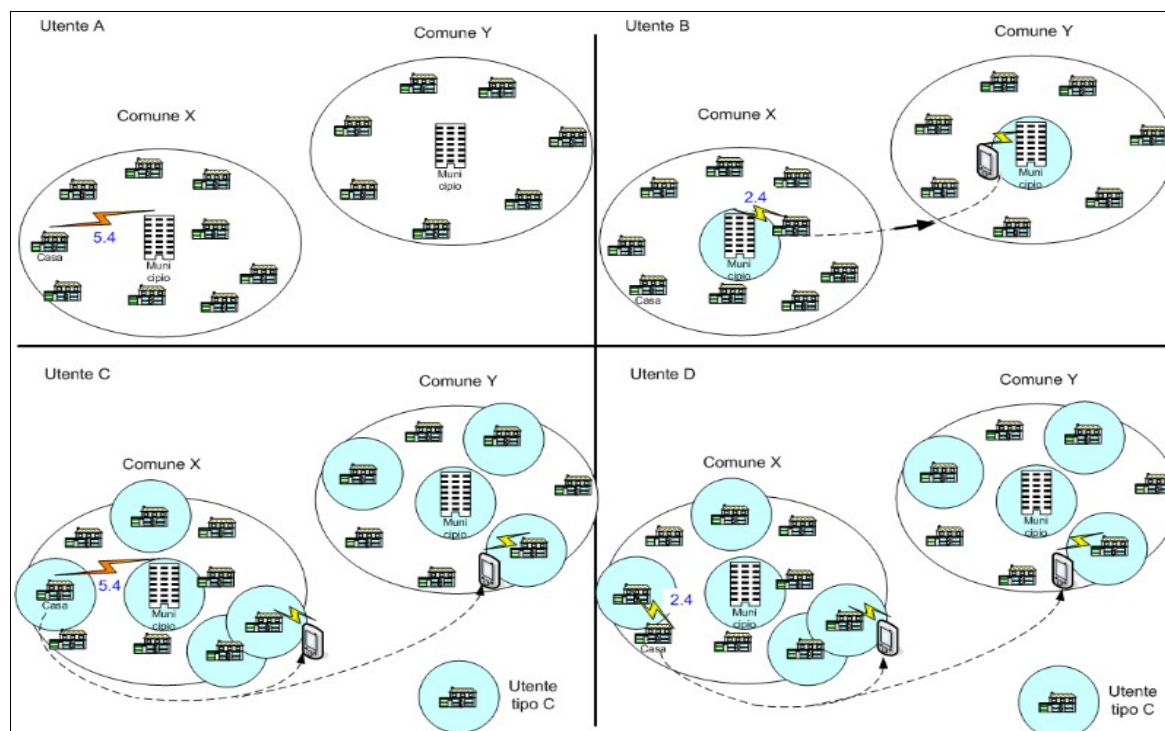 Utente A
Comune Y
Comune X
5.4
Casa
Muni
cipio
Muni
cipio
Utente B
Comune Y
Comune X
2.4
Muni
cipio
Muni
cipio
Casa
Utente C
Comune Y
Comune X
Muni
cipio
5.4
Casa
Muni
cipio
Utente
tipo C
Utente D
Comune Y
Comune X
Muni
cipio
2.4
Casa
Muni
cipio
Utente
tipo C